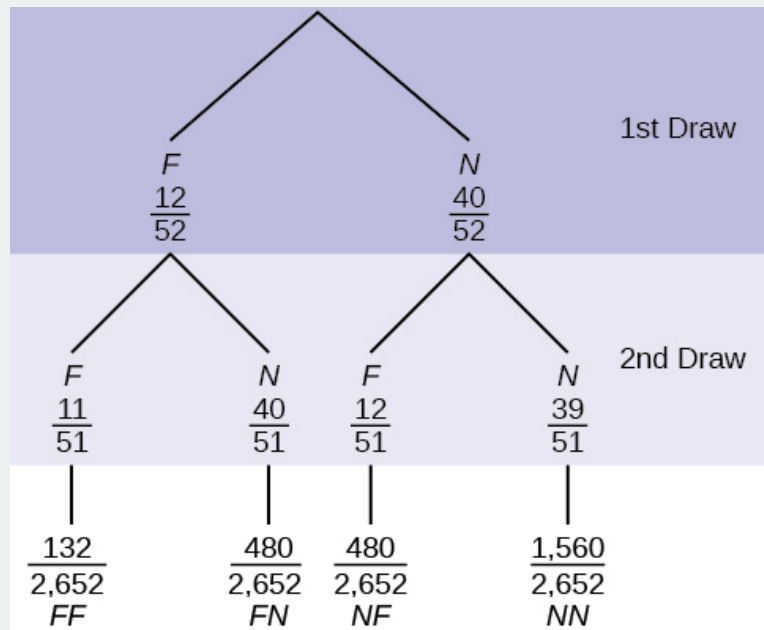 1st Draw
F N
12/52 40/52
2nd Draw
F N F N
11/51 40/51 12/51 39/51
132/2,652 480/2,652 480/2,652 1,560/2,652
FF FN NF NN